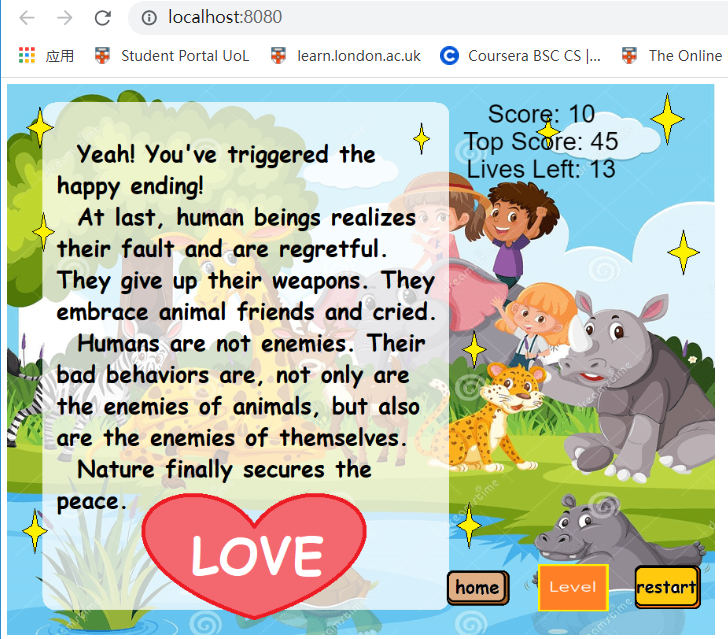 localhost:8080
应用
Student Portal UoL
learn.london.ac.uk
Coursera BSC CS |...
The Online
Score: 10
Top Score: 45
Lives Left: 13
Yeah! You've triggered the
happy ending!
At last, human beings realizes
their fault and are regretful.
They give up their weapons. They
embrace animal friends and cried.
Humans are not enemies. Their
bad behaviors are, not only are
the enemies of animals, but also
are the enemies of themselves.
Nature finally secures the
peace.
LOVE
home
Level
restart